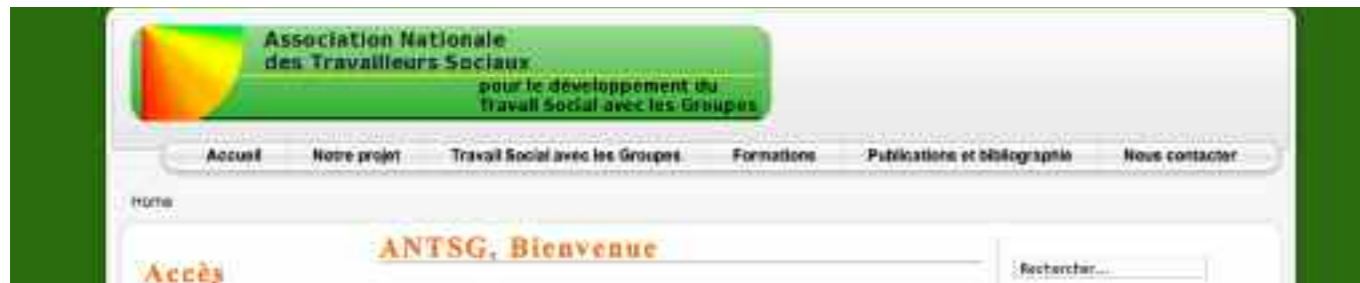 Association Nationale
des Travailleurs Sociaux
pour le développement du
Travail Social avec les Groupes
Accueil Notre projet Travail Social avec les Groupes Formations Publications et bibliographie Nous contacter
Home
ANTSG, Bienvenue
Accès
Rechercher...